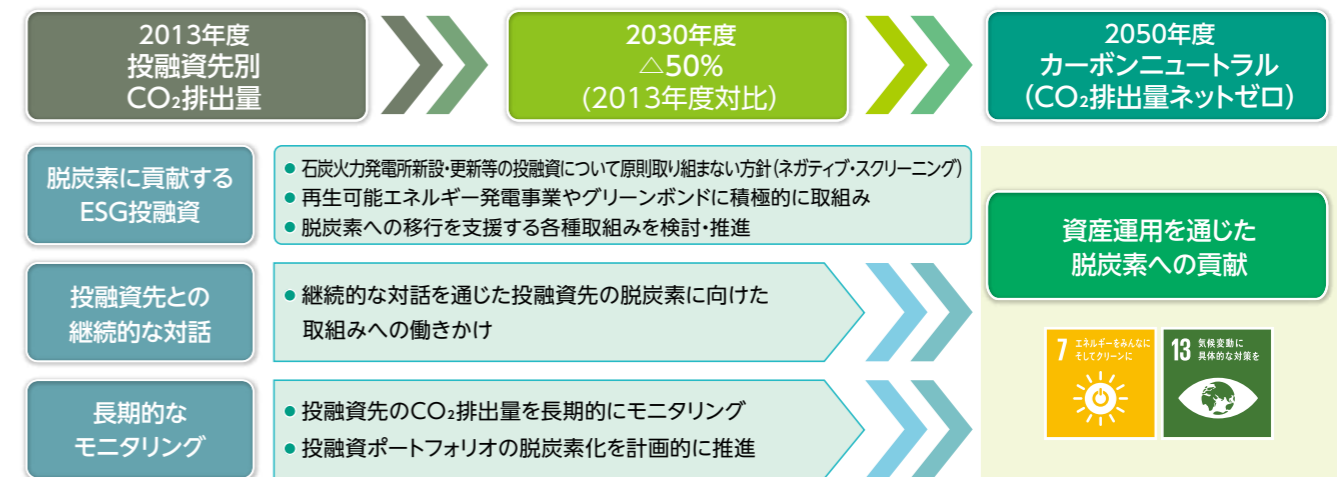 2013年度
投融資先別
CO₂排出量
2030年度
△50%
(2013年度対比)
2050年度
カーボンニュートラル
(CO₂排出量ネットゼロ)
脱炭素に貢献する
ESG投融資
● 石炭火力発電所新設・更新等の投融資について原則取り組まない方針(ネガティブ・スクリーニング)
● 再生可能エネルギー発電事業やグリーンボンドに積極的に取組み
● 脱炭素への移行を支援する各種取組みを検討・推進
投融資先との
継続的な対話
● 継続的な対話を通じた投融資先の脱炭素に向けた
取組みへの働きかけ
長期的な
モニタリング
● 投融資先のCO₂排出量を長期的にモニタリング
● 投融資ポートフォリオの脱炭素化を計画的に推進
資産運用を通じた
脱炭素への貢献
7 エネルギーをみんなに
そしてクリーンに
13 気候変動に
具体的な対策を